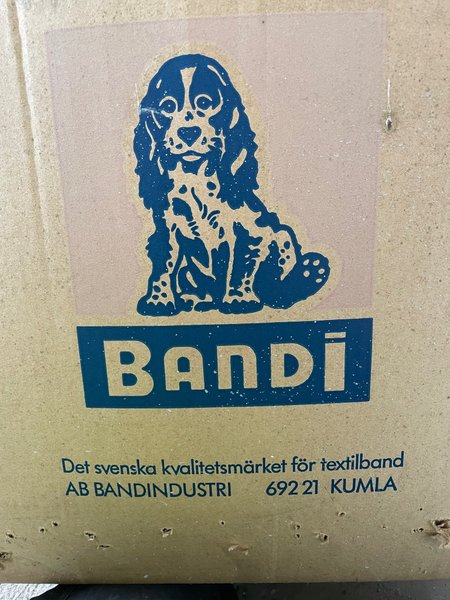 BANDI
Det svenska kvalitetsmärket för textilband
AB BANDINDUSTRI 692 21 KUMLA